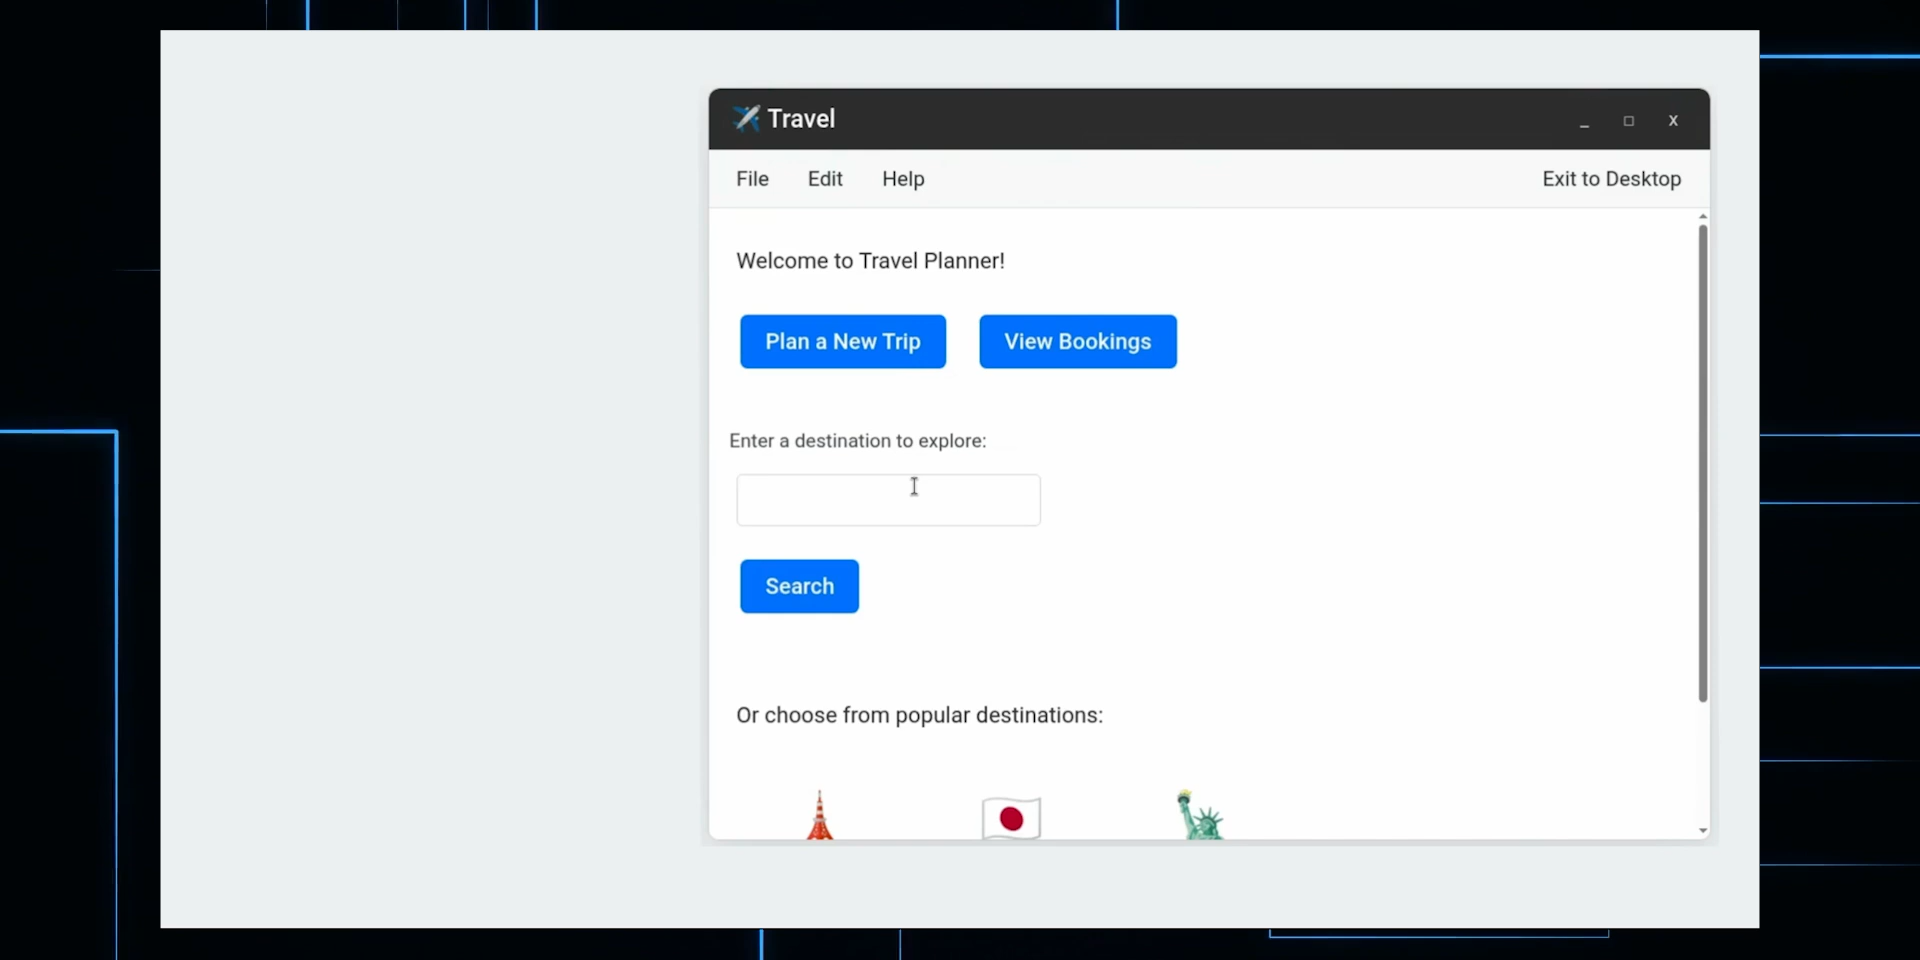 Travel
_ □ X
File Edit Help Exit to Desktop
Welcome to Travel Planner!
Plan a New Trip View Bookings
Enter a destination to explore:
Search
Or choose from popular destinations: